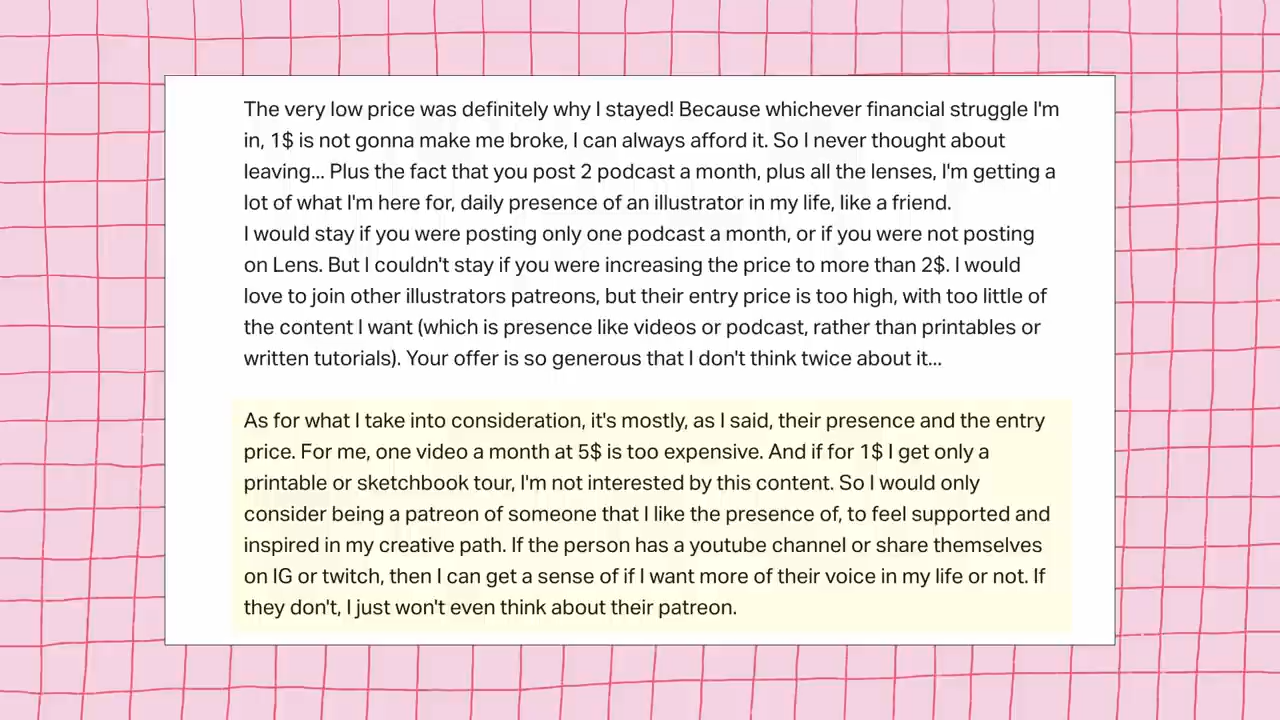 The very low price was definitely why I stayed! Because whichever financial struggle I'm
in, 1$ is not gonna make me broke, I can always afford it. So I never thought about
leaving... Plus the fact that you post 2 podcast a month, plus all the lenses, I'm getting a
lot of what I'm here for, daily presence of an illustrator in my life, like a friend.
I would stay if you were posting only one podcast a month, or if you were not posting
on Lens. But I couldn't stay if you were increasing the price to more than 2$. I would
love to join other illustrators patreons, but their entry price is too high, with too little of
the content I want (which is presence like videos or podcast, rather than printables or
written tutorials). Your offer is so generous that I don't think twice about it...
As for what I take into consideration, it's mostly, as I said, their presence and the entry
price. For me, one video a month at 5$ is too expensive. And if for 1$ I get only a
printable or sketchbook tour, I'm not interested by this content. So I would only
consider being a patreon of someone that I like the presence of, to feel supported and
inspired in my creative path. If the person has a youtube channel or share themselves
on IG or twitch, then I can get a sense of if I want more of their voice in my life or not. If
they don't, I just won't even think about their patreon.